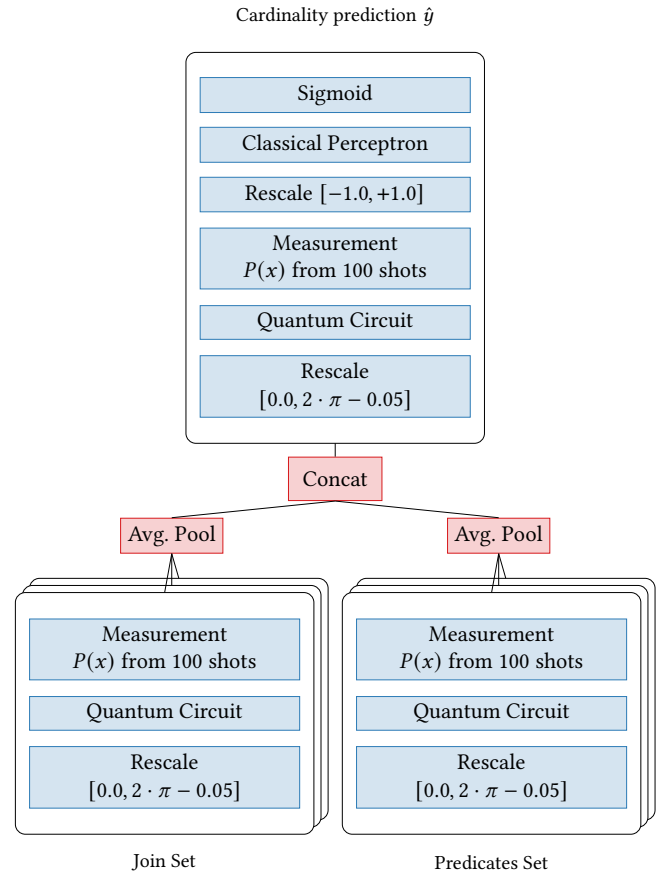 Cardinality prediction ŷ
Sigmoid
Classical Perceptron
Rescale [−1.0, +1.0]
Measurement
P(x) from 100 shots
Quantum Circuit
Rescale
[0.0, 2 · π − 0.05]
Concat
Avg. Pool
Avg. Pool
Measurement
P(x) from 100 shots
Quantum Circuit
Rescale
[0.0, 2 · π − 0.05]
Join Set
Measurement
P(x) from 100 shots
Quantum Circuit
Rescale
[0.0, 2 · π − 0.05]
Predicates Set